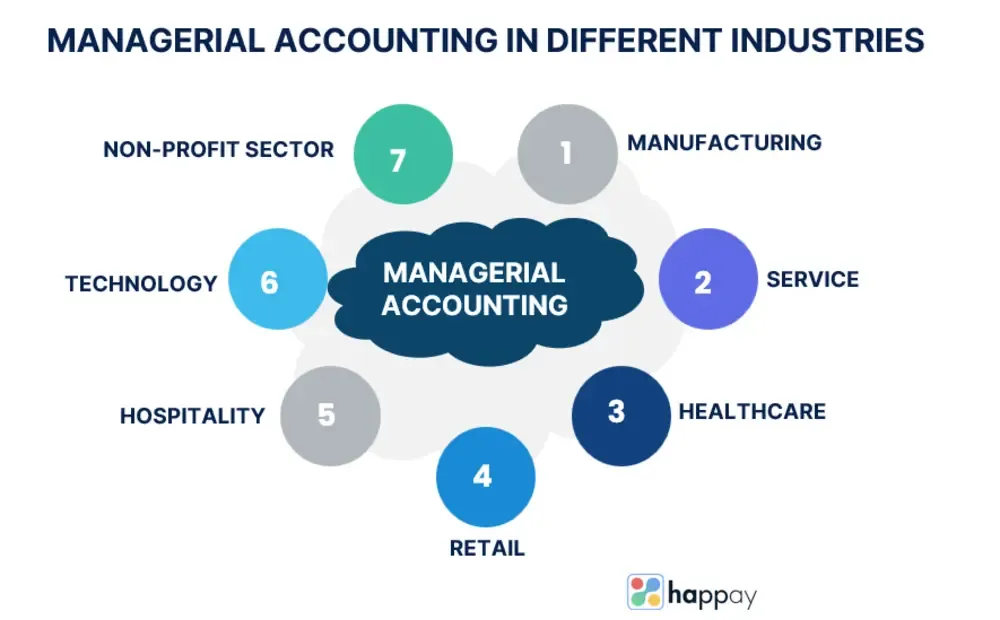 MANAGERIAL ACCOUNTING IN DIFFERENT INDUSTRIES
1
MANUFACTURING
2
SERVICE
3
HEALTHCARE
4
RETAIL
5
HOSPITALITY
6
TECHNOLOGY
7
NON-PROFIT SECTOR
MANAGERIAL
ACCOUNTING
happay